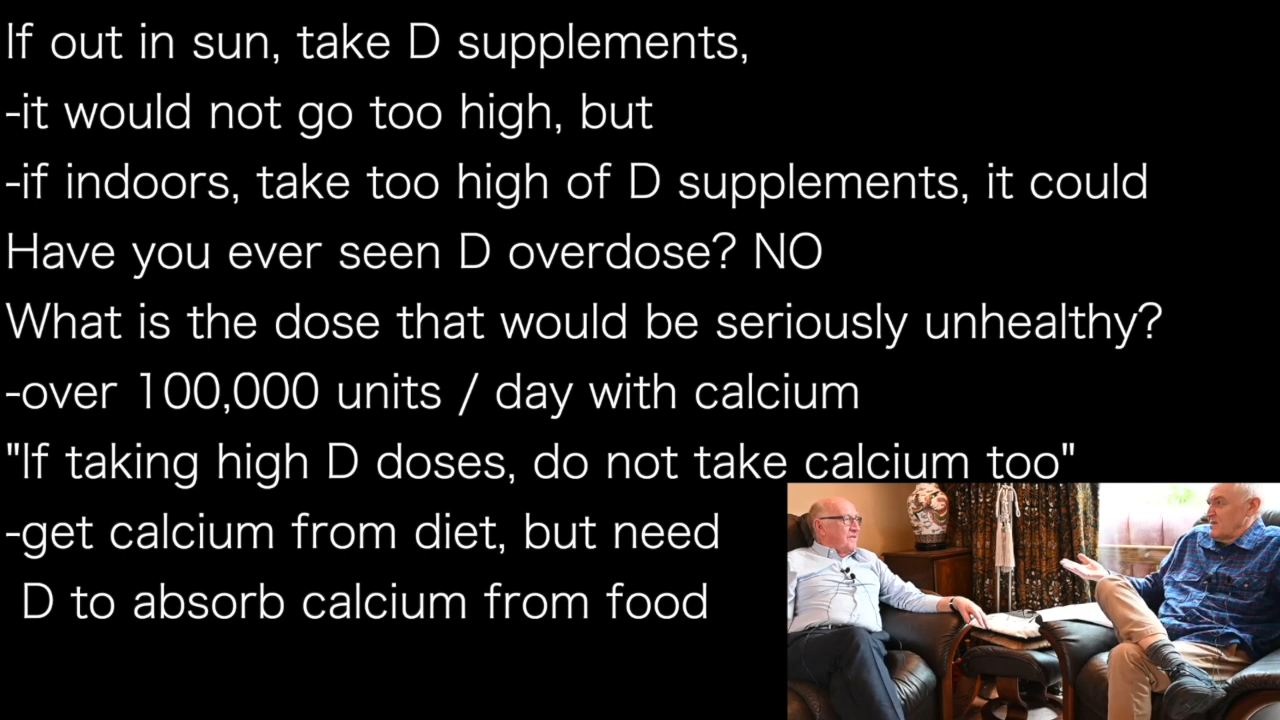 If out in sun, take D supplements,
-it would not go too high, but
-if indoors, take too high of D supplements, it could
Have you ever seen D overdose? NO
What is the dose that would be seriously unhealthy?
-over 100,000 units / day with calcium
"If taking high D doses, do not take calcium too"
-get calcium from diet, but need
D to absorb calcium from food